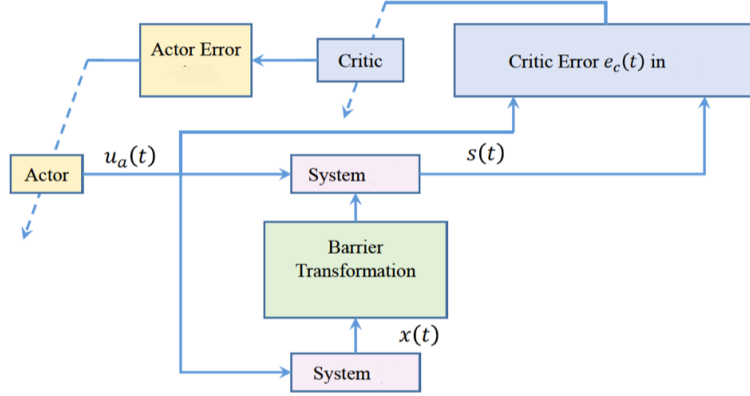 Actor Error
Critic
Critic Error e_c(t) in
Actor
u_a(t)
System
s(t)
Barrier
Transformation
x(t)
System